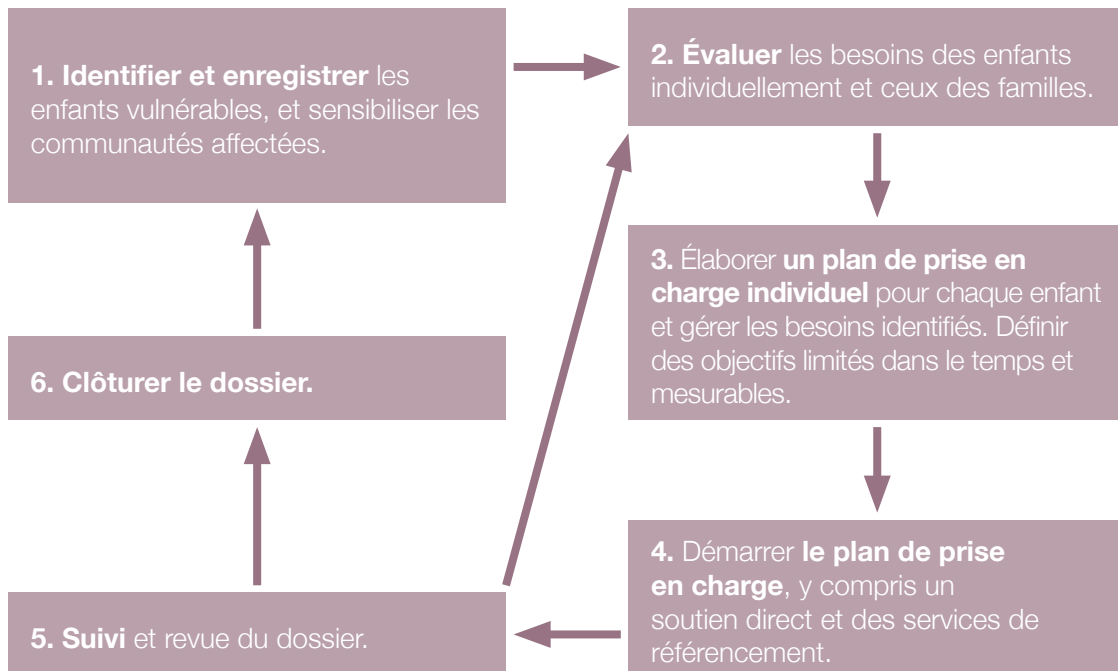 1. Identifier et enregistrer les
enfants vulnérables, et sensibiliser les
communautés affectées.
2. Évaluer les besoins des enfants
individuellement et ceux des familles.
3. Élaborer un plan de prise en
charge individuel pour chaque enfant
et gérer les besoins identifiés. Définir
des objectifs limités dans le temps et
mesurables.
4. Démarrer le plan de prise
en charge, y compris un
soutien direct et des services de
référencement.
5. Suivi et revue du dossier.
6. Clôturer le dossier.